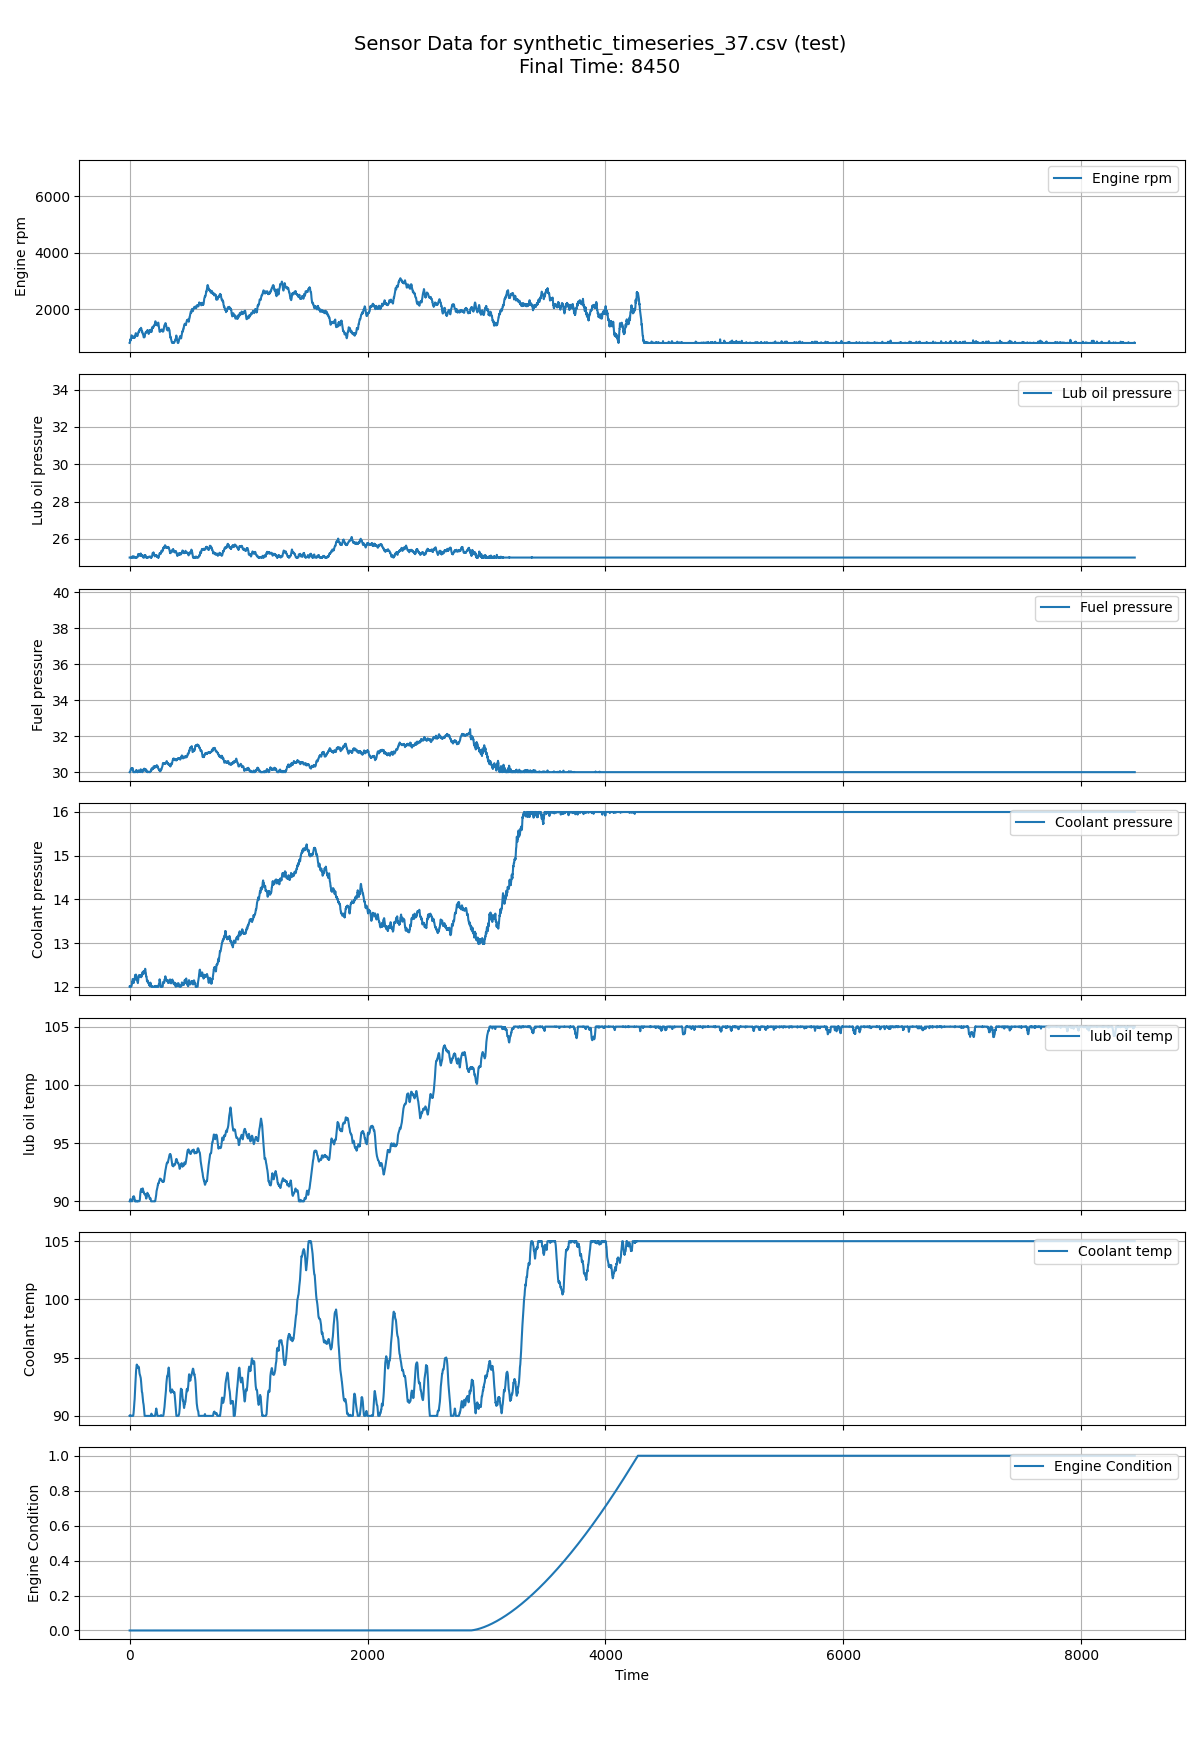 Sensor Data for synthetic_timeseries_37.csv (test)
Final Time: 8450
Engine rpm
6000
4000
2000
Engine rpm
Lub oil pressure
34
32
30
28
26
Lub oil pressure
Fuel pressure
40
38
36
34
32
30
Fuel pressure
Coolant pressure
16
15
14
13
12
Coolant pressure
lub oil temp
105
100
95
90
lub oil temp
Coolant temp
105
100
95
90
Coolant temp
Engine Condition
1.0
0.8
0.6
0.4
0.2
0.0
Engine Condition
0 2000 4000 6000 8000
Time